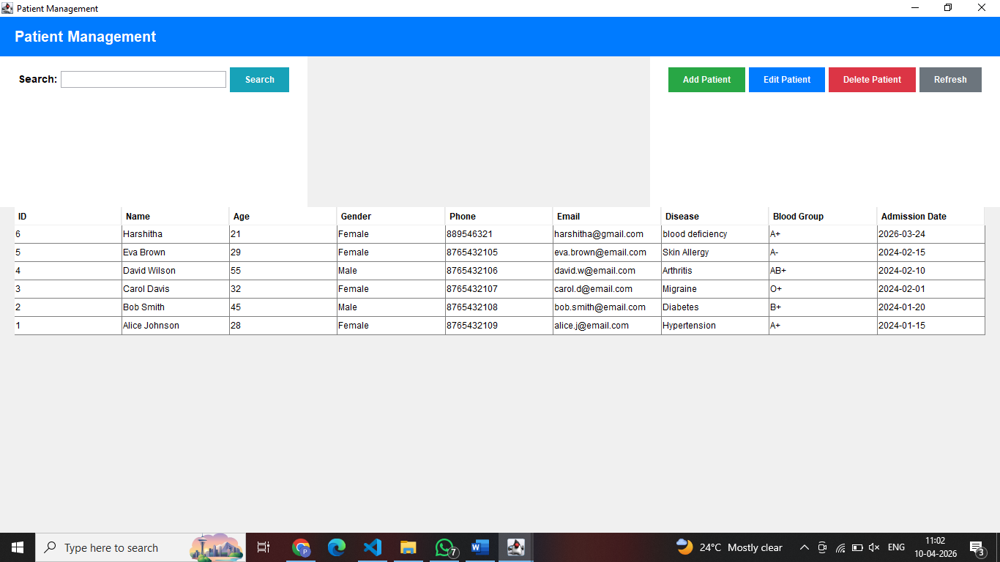 Patient Management
Patient Management
Search: Search Add Patient Edit Patient Delete Patient Refresh
ID Name Age Gender Phone Email Disease Blood Group Admission Date
6 Harshitha 21 Female 889546321 harshitha@gmail.com blood deficiency A+ 2026-03-24
5 Eva Brown 29 Female 8765432105 eva.brown@email.com Skin Allergy A- 2024-02-15
4 David Wilson 55 Male 8765432106 david.w@email.com Arthritis AB+ 2024-02-10
3 Carol Davis 32 Female 8765432107 carol.d@email.com Migraine O+ 2024-02-01
2 Bob Smith 45 Male 8765432108 bob.smith@email.com Diabetes B+ 2024-01-20
1 Alice Johnson 28 Female 8765432109 alice.j@email.com Hypertension A+ 2024-01-15
Type here to search P 7 W 24°C Mostly clear ENG 11:02
10-04-2026 3